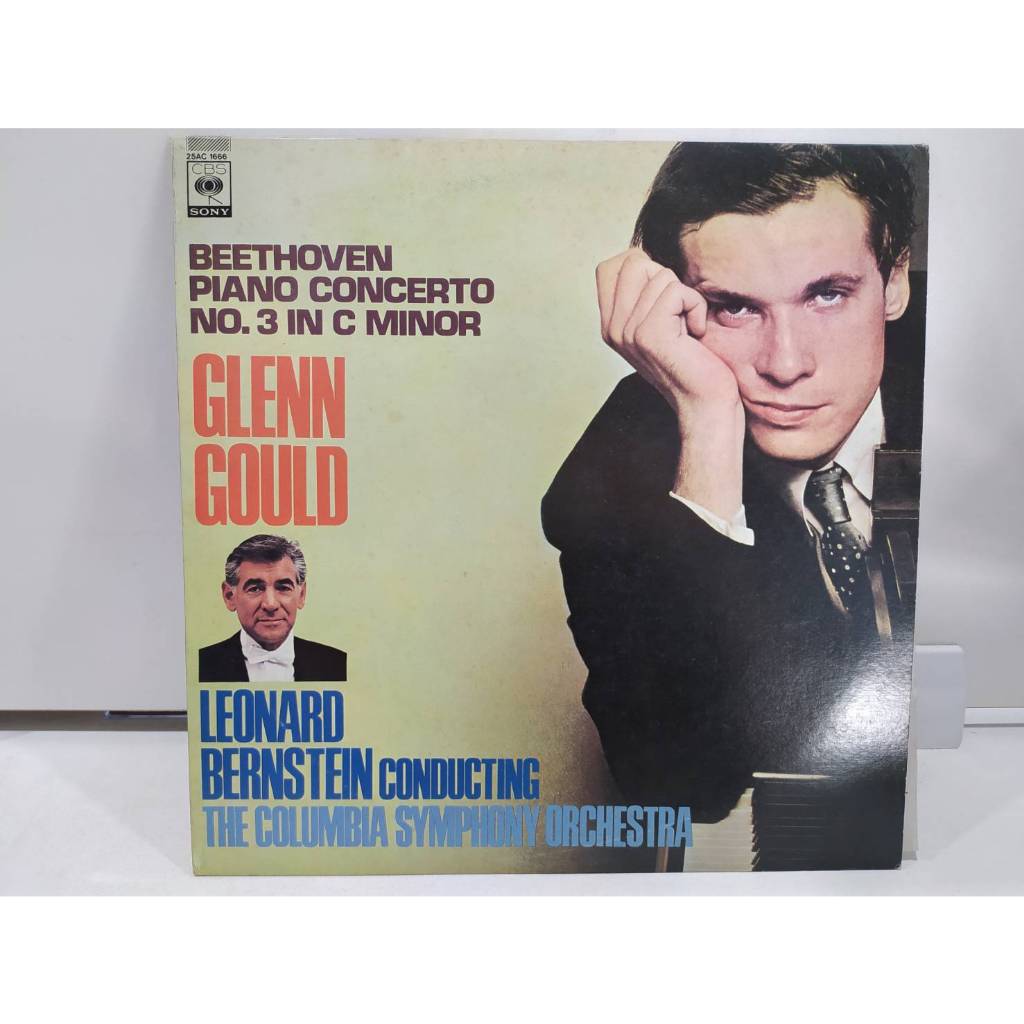 25AC 1666
CBS
SONY
BEETHOVEN
PIANO CONCERTO
NO. 3 IN C MINOR
GLENN
GOULD
LEONARD
BERNSTEIN CONDUCTING
THE COLUMBIA SYMPHONY ORCHESTRA